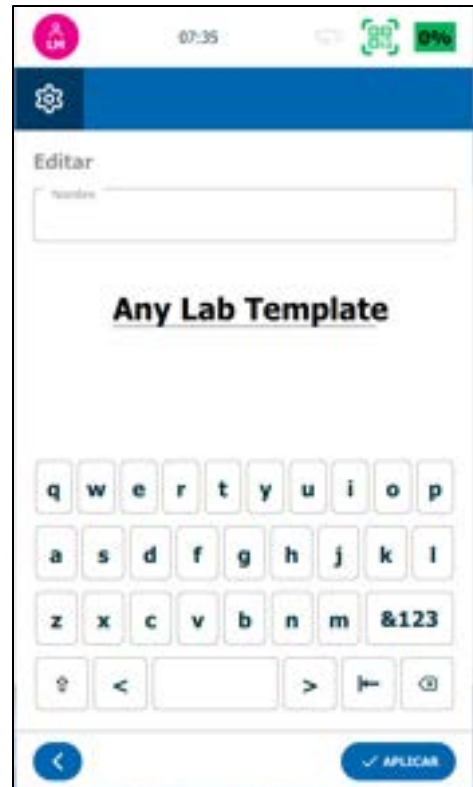 LM 07:35 0%
Editar
Nombre
Any Lab Template
q w e r t y u i o p
a s d f g h j k l
z x c v b n m &123
< >
APLICAR